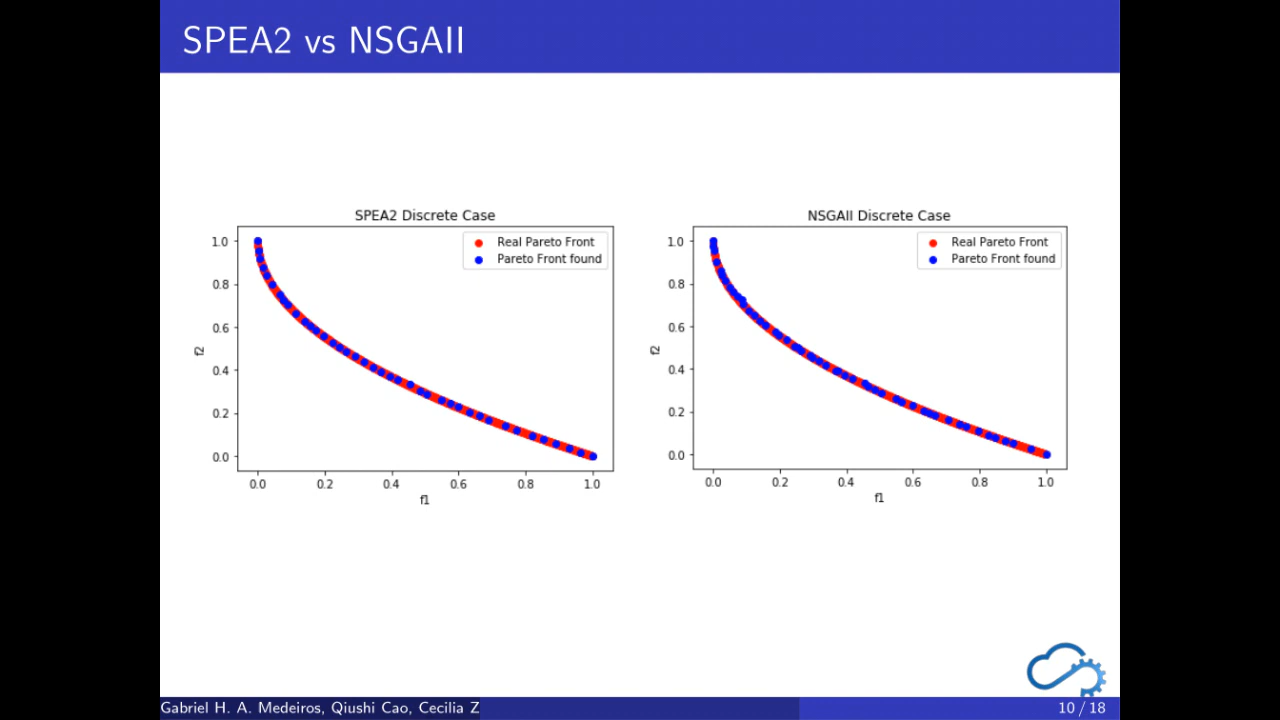 SPEA2 vs NSGAII
SPEA2 Discrete Case
Real Pareto Front
Pareto Front found
1.0
0.8
0.6
0.4
0.2
0.0
f2
0.0 0.2 0.4 0.6 0.8 1.0
f1
NSGAII Discrete Case
Real Pareto Front
Pareto Front found
1.0
0.8
0.6
0.4
0.2
0.0
f2
0.0 0.2 0.4 0.6 0.8 1.0
f1
Gabriel H. A. Medeiros, Qiushi Cao, Cecilia Z
10 / 18